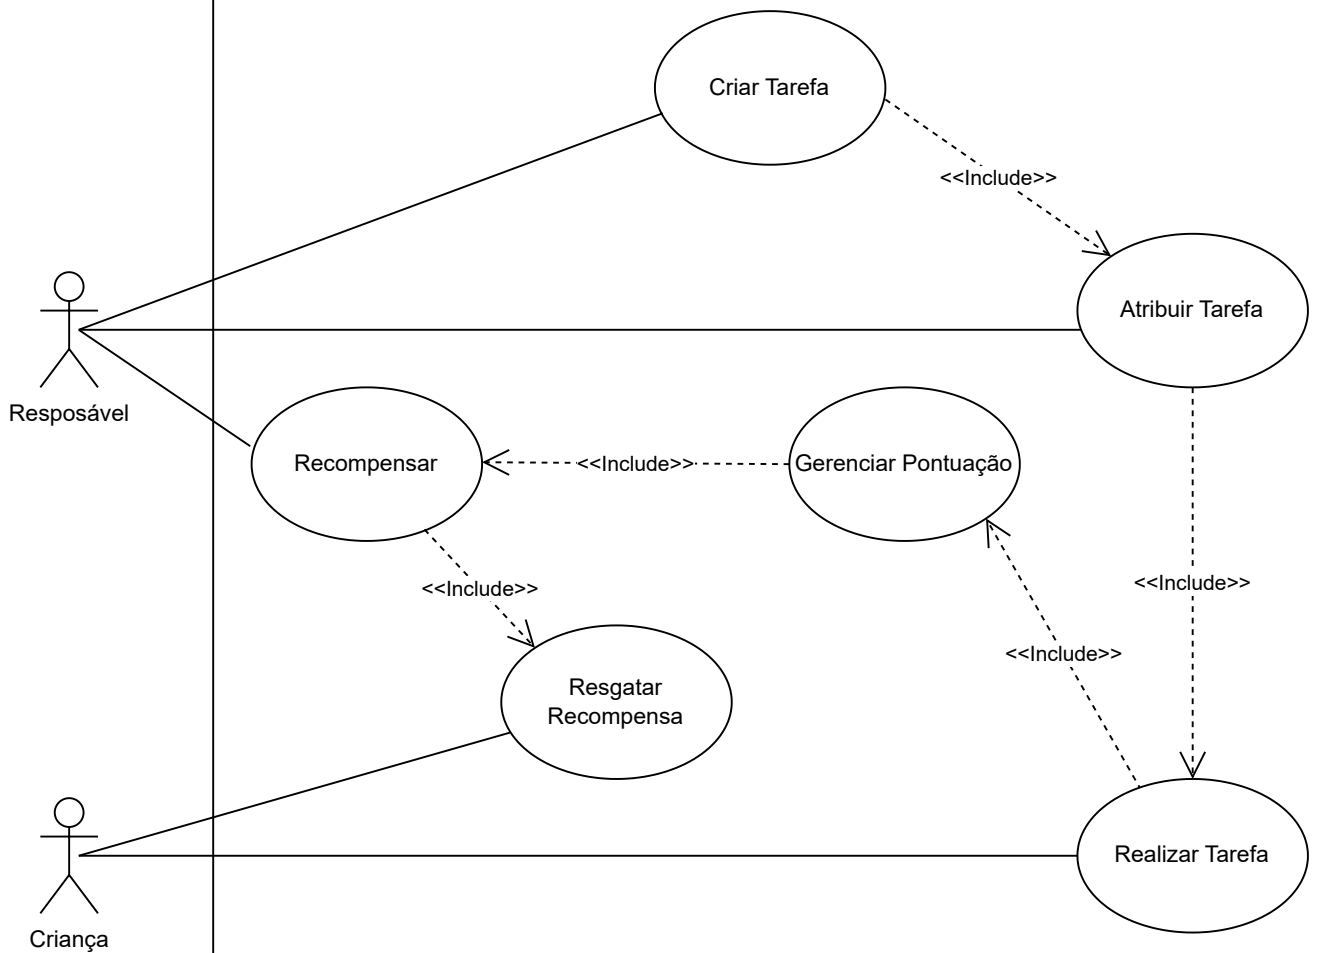 Criar Tarefa
<<Include>>
Atribuir Tarefa
Resposável
Recompensar
<<Include>>
Gerenciar Pontuação
<<Include>>
<<Include>>
<<Include>>
Resgatar
Recompensa
Realizar Tarefa
Criança